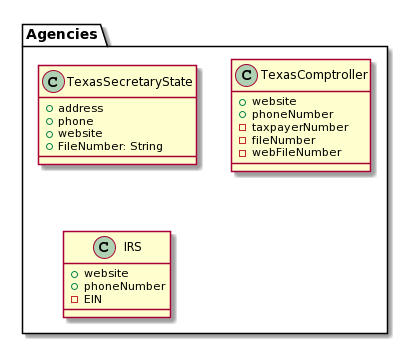 Agencies
C TexasSecretaryState
address
phone
website
FileNumber: String
C TexasComptroller
website
phoneNumber
taxpayerNumber
fileNumber
webFileNumber
C IRS
website
phoneNumber
EIN